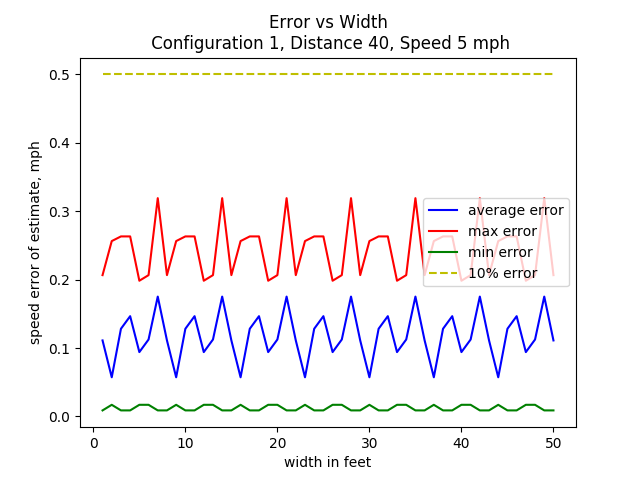 Error vs Width
Configuration 1, Distance 40, Speed 5 mph
speed error of estimate, mph
0.5
0.4
0.3
0.2
0.1
0.0
average error
max error
min error
10% error
0
10
20
30
40
50
width in feet